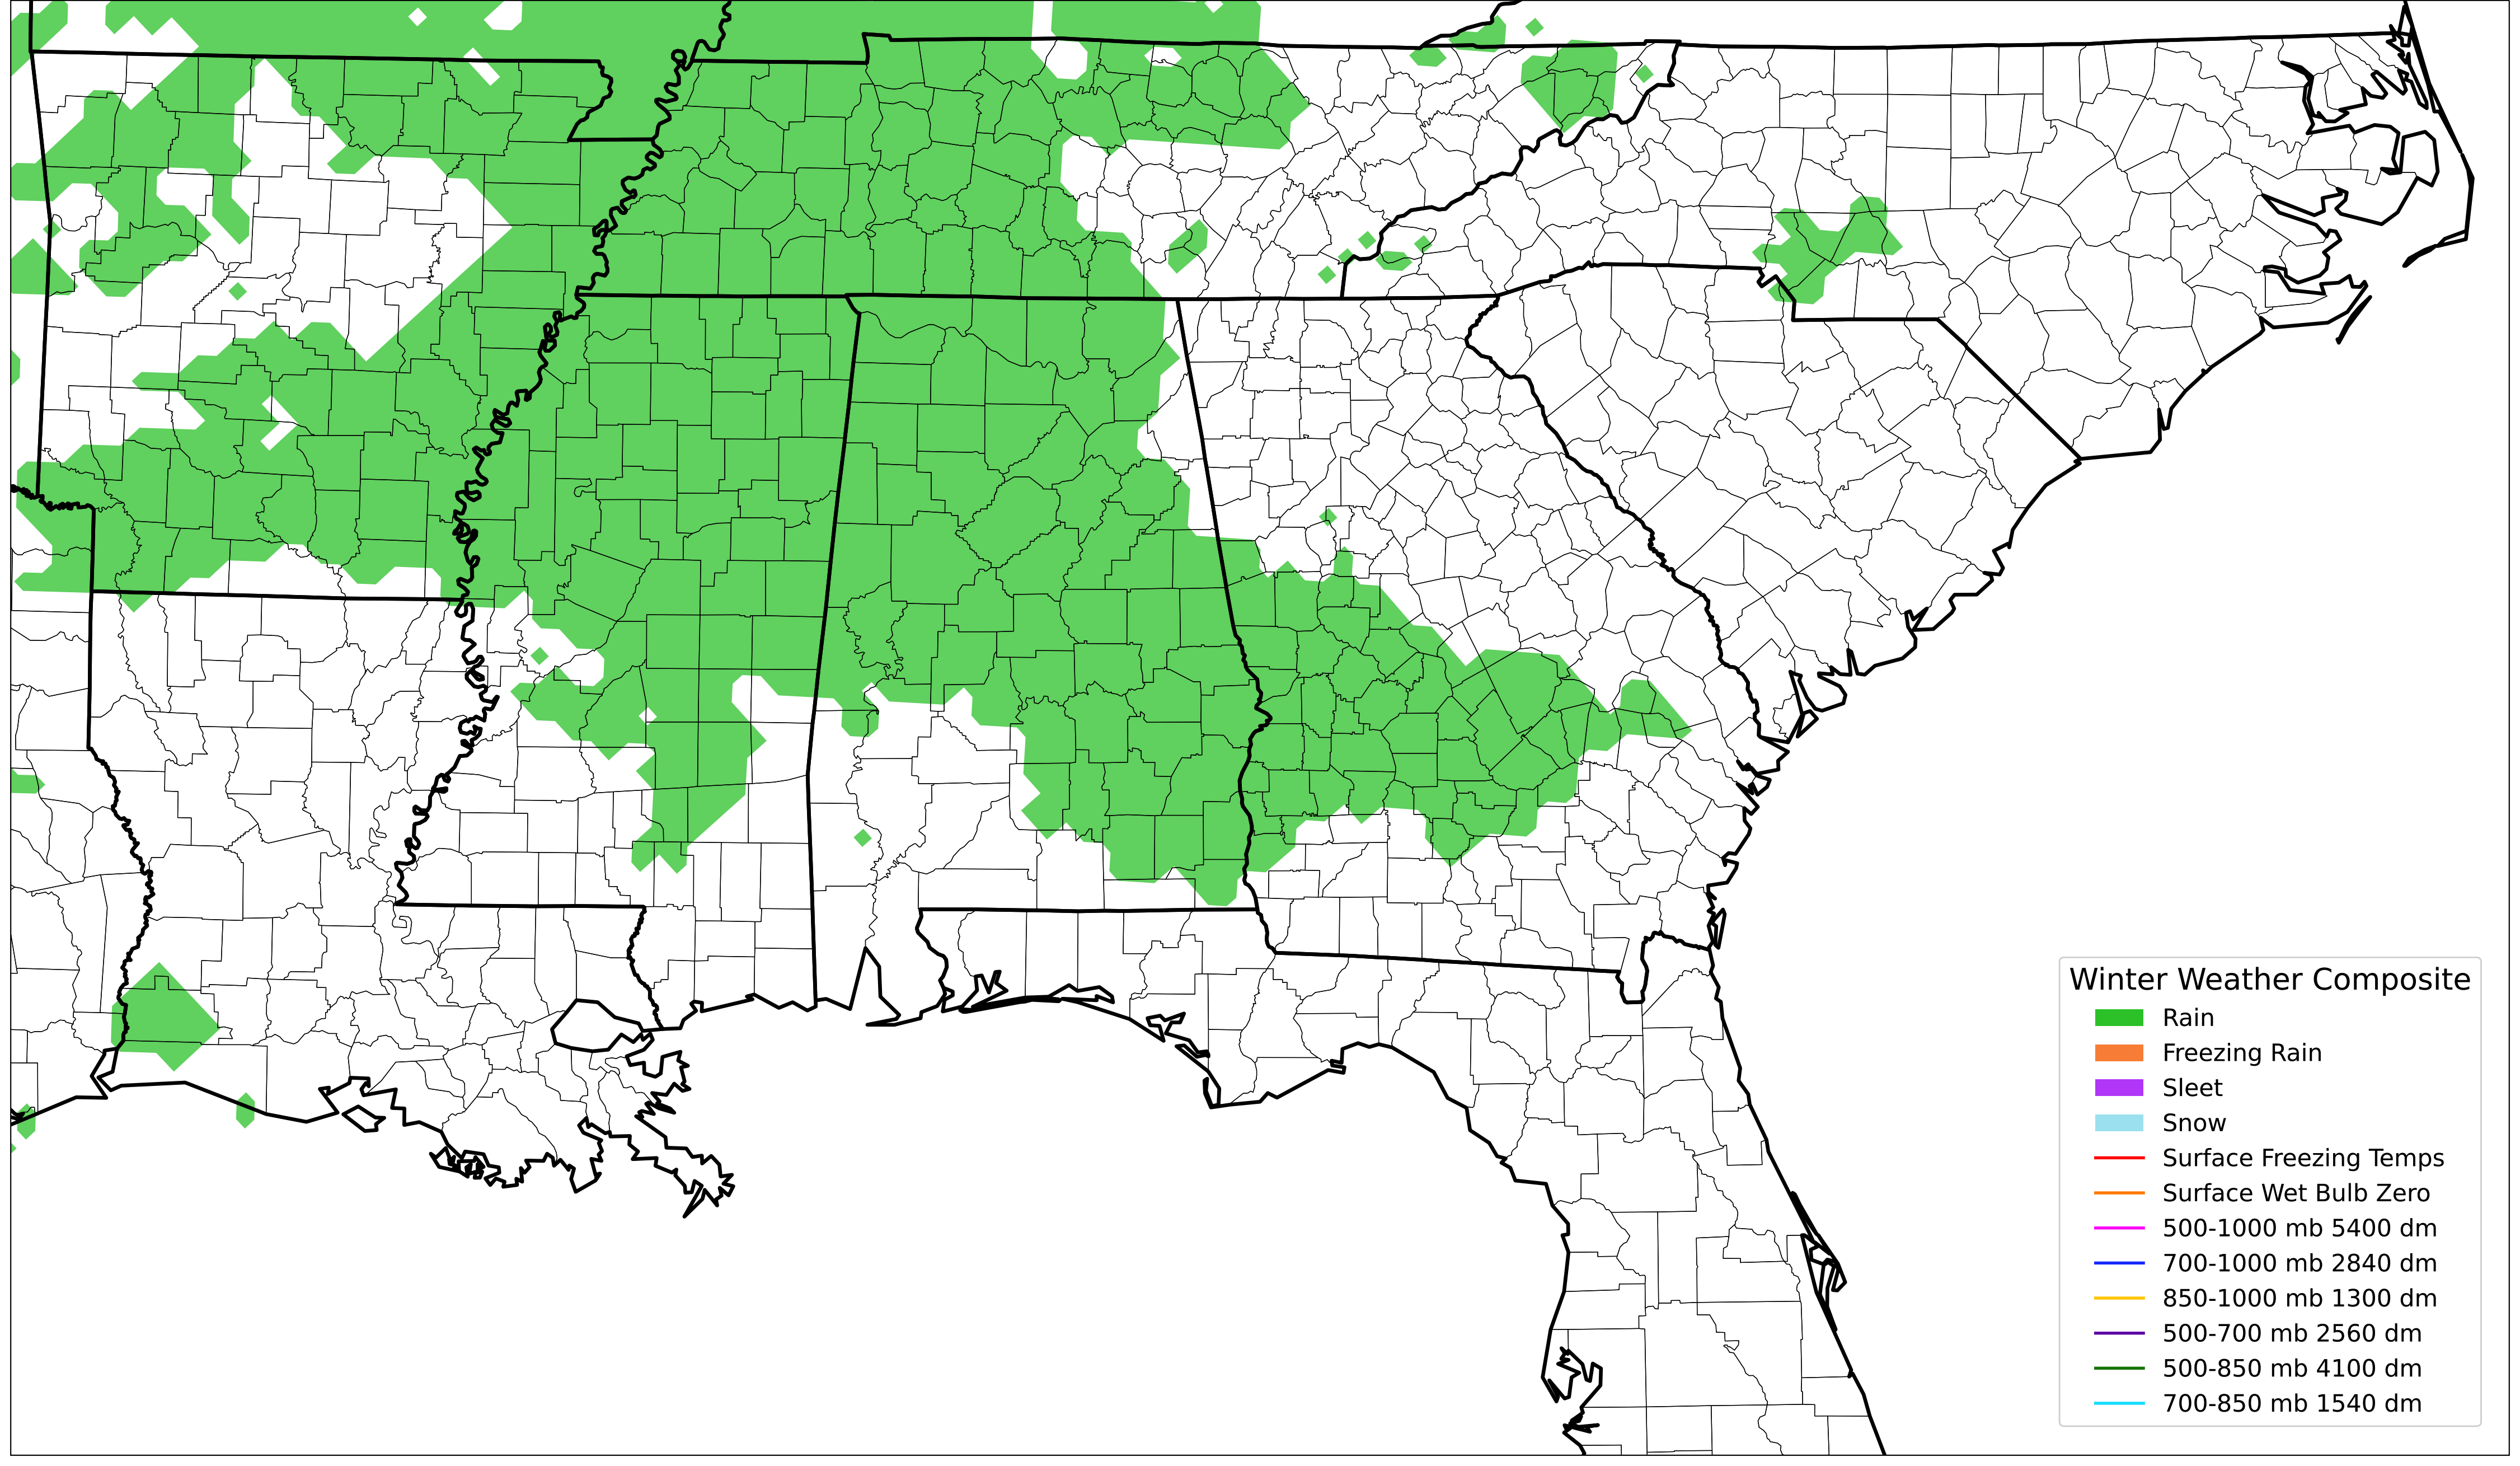 Winter Weather Composite
Rain
Freezing Rain
Sleet
Snow
Surface Freezing Temps
Surface Wet Bulb Zero
500-1000 mb 5400 dm
700-1000 mb 2840 dm
850-1000 mb 1300 dm
500-700 mb 2560 dm
500-850 mb 4100 dm
700-850 mb 1540 dm